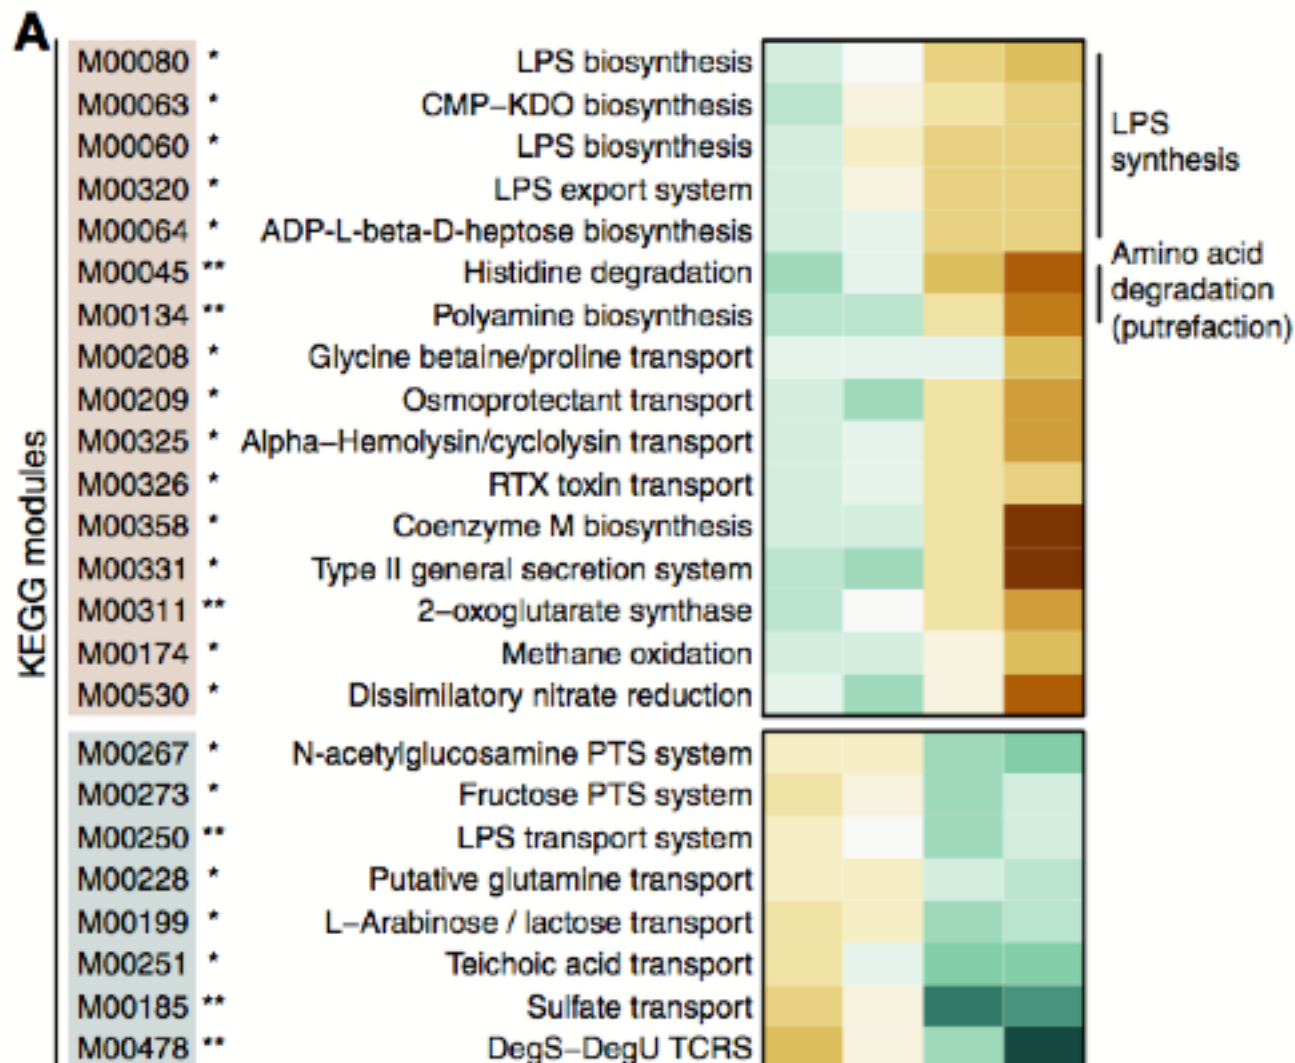 A
KEGG modules
M00080 * LPS biosynthesis
M00063 * CMP–KDO biosynthesis
M00060 * LPS biosynthesis
M00320 * LPS export system
M00064 * ADP-L-beta-D-heptose biosynthesis
M00045 ** Histidine degradation
M00134 ** Polyamine biosynthesis
M00208 * Glycine betaine/proline transport
M00209 * Osmoprotectant transport
M00325 * Alpha–Hemolysin/cyclolysin transport
M00326 * RTX toxin transport
M00358 * Coenzyme M biosynthesis
M00331 * Type II general secretion system
M00311 ** 2–oxoglutarate synthase
M00174 * Methane oxidation
M00530 * Dissimilatory nitrate reduction
LPS
synthesis
Amino acid
degradation
(putrefaction)
M00267 * N-acetylglucosamine PTS system
M00273 * Fructose PTS system
M00250 ** LPS transport system
M00228 * Putative glutamine transport
M00199 * L–Arabinose / lactose transport
M00251 * Teichoic acid transport
M00185 ** Sulfate transport
M00478 ** DegS–DegU TCRS